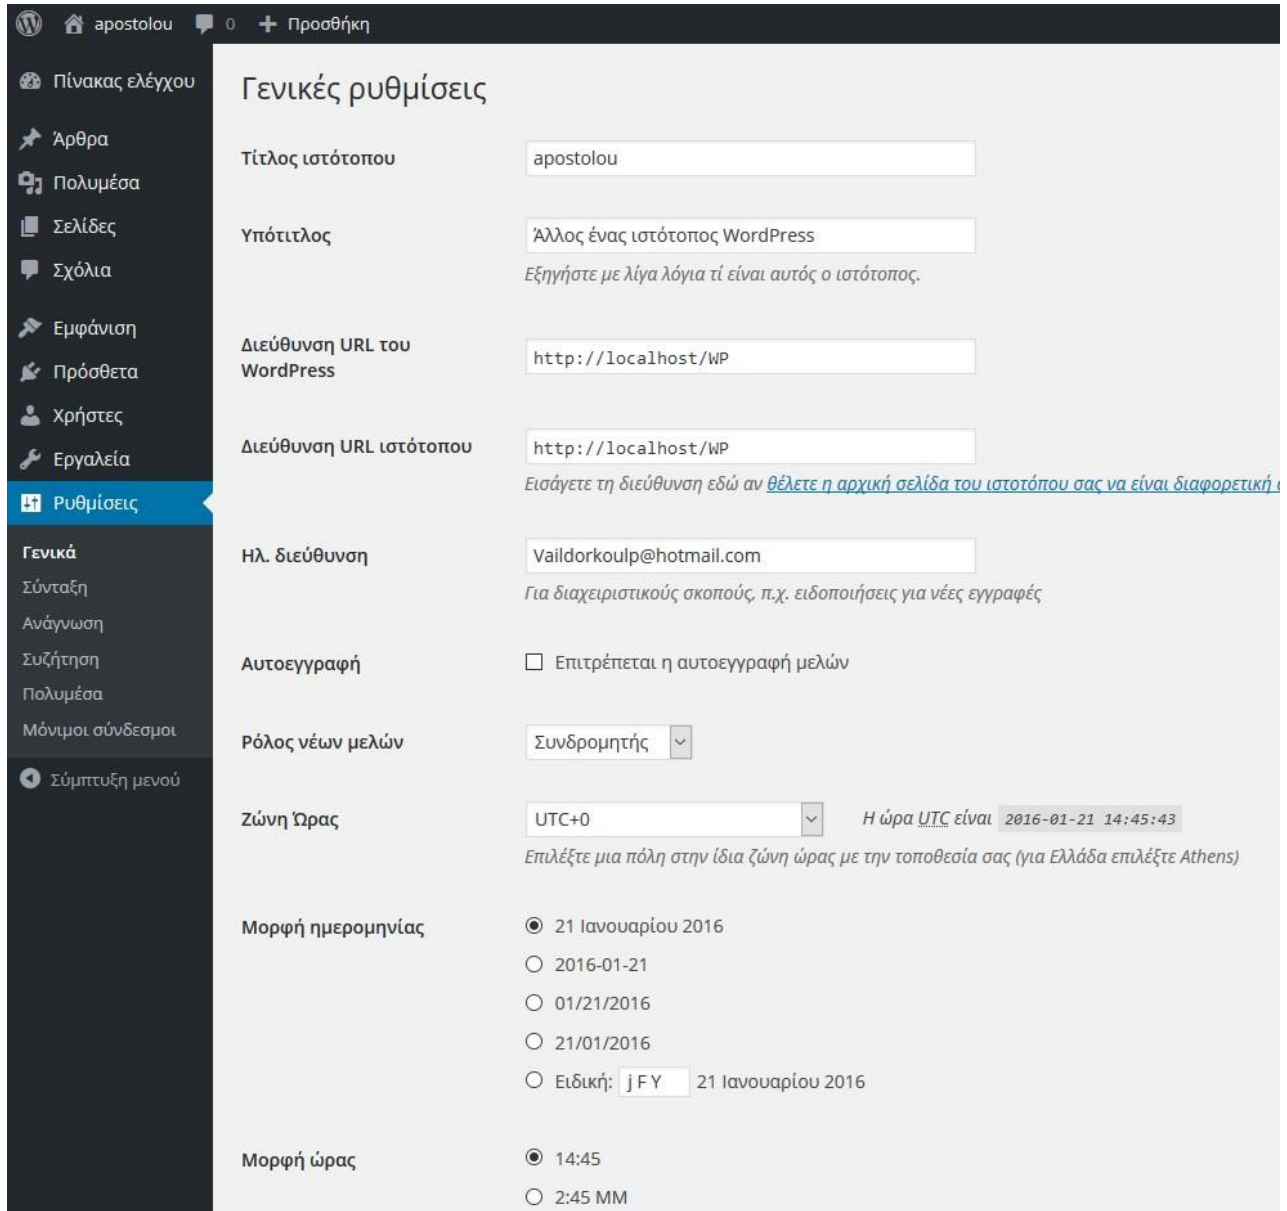 apostolou 0 Προσθήκη
Πίνακας ελέγχου
Άρθρα
Πολυμέσα
Σελίδες
Σχόλια
Εμφάνιση
Πρόσθετα
Χρήστες
Εργαλεία
Ρυθμίσεις
Γενικά
Σύνταξη
Ανάγνωση
Συζήτηση
Πολυμέσα
Μόνιμοι σύνδεσμοι
Σύμπτυξη μενού
Γενικές ρυθμίσεις
Τίτλος ιστότοπου
apostolou
Υπότιτλος
Άλλος ένας ιστότοπος WordPress
Εξηγήστε με λίγα λόγια τί είναι αυτός ο ιστότοπος.
Διεύθυνση URL του
WordPress
http://localhost/WP
Διεύθυνση URL ιστότοπου
http://localhost/WP
Εισάγετε τη διεύθυνση εδώ αν θέλετε η αρχική σελίδα του ιστοτόπου σας να είναι διαφορετική
Ηλ. διεύθυνση
Vaildorkoulp@hotmail.com
Για διαχειριστικούς σκοπούς, π.χ. ειδοποιήσεις για νέες εγγραφές
Αυτοεγγραφή
Επιτρέπεται η αυτοεγγραφή μελών
Ρόλος νέων μελών
Συνδρομητής
Ζώνη Ώρας
UTC+0
Η ώρα UTC είναι 2016-01-21 14:45:43
Επιλέξτε μια πόλη στην ίδια ζώνη ώρας με την τοποθεσία σας (για Ελλάδα επιλέξτε Athens)
Μορφή ημερομηνίας
21 Ιανουαρίου 2016
2016-01-21
01/21/2016
21/01/2016
Ειδική: j F Y 21 Ιανουαρίου 2016
Μορφή ώρας
14:45
2:45 ΜΜ